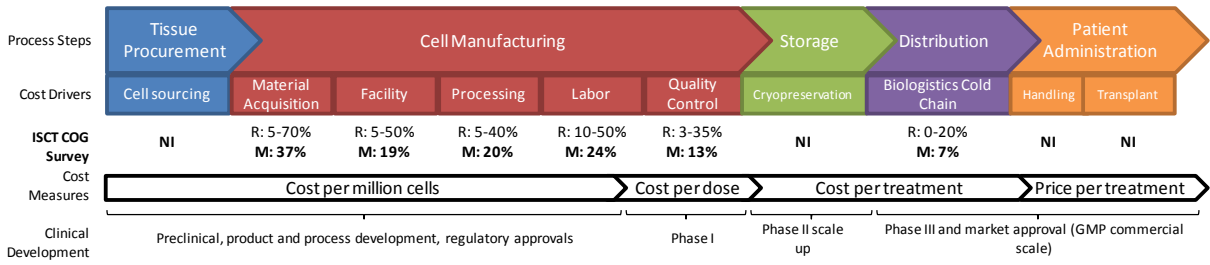 Process Steps
Tissue
Procurement
Cell Manufacturing
Storage
Distribution
Patient
Administration
Cost Drivers
Cell sourcing
Material
Acquisition
Facility
Processing
Labor
Quality
Control
Cryopreservation
Biologistics Cold
Chain
Handling
Transplant
ISCT COG
Survey
NI
R: 5-70%
M: 37%
R: 5-50%
M: 19%
R: 5-40%
M: 20%
R: 10-50%
M: 24%
R: 3-35%
M: 13%
NI
R: 0-20%
M: 7%
NI
NI
Cost
Measures
Cost per million cells
Cost per dose
Cost per treatment
Price per treatment
Clinical
Development
Preclinical, product and process development, regulatory approvals
Phase I
Phase II scale
up
Phase III and market approval (GMP commercial
scale)